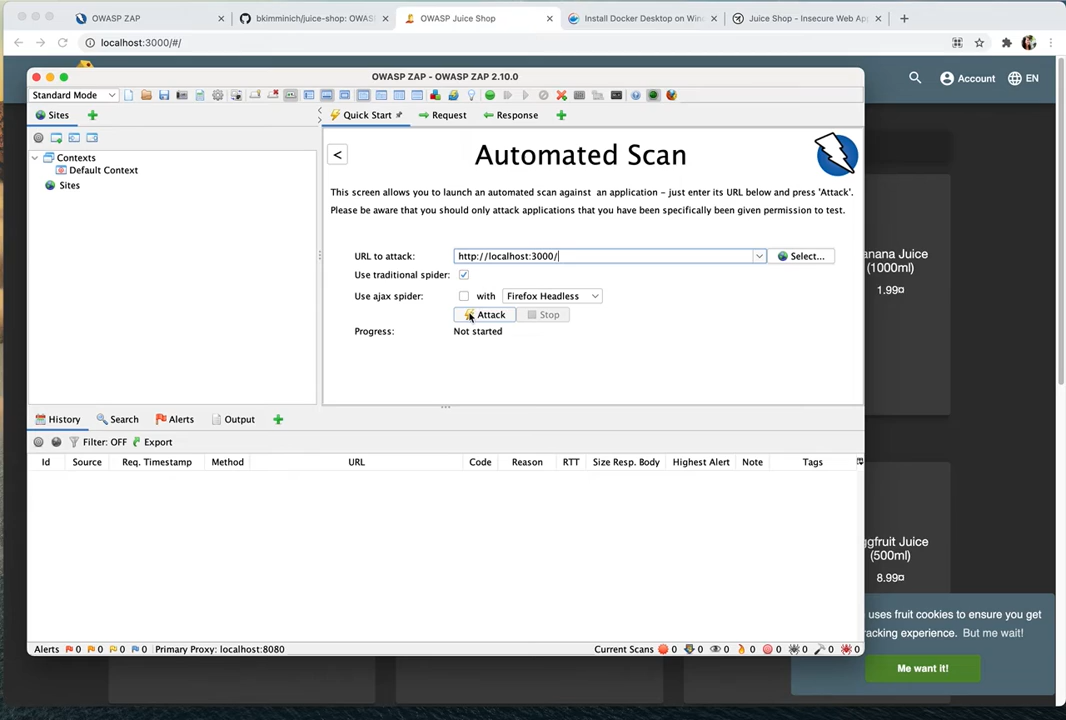 OWASP ZAP
bkimminich/juice-shop: OWAS
OWASP Juice Shop
Install Docker Desktop on Win
Juice Shop - Insecure Web Ap
localhost:3000/#/
Account
EN
OWASP ZAP - OWASP ZAP 2.10.0
Standard Mode
Sites
Quick Start
Request
Response
Contexts
Default Context
Sites
<
Automated Scan
This screen allows you to launch an automated scan against an application - just enter its URL below and press 'Attack'.
Please be aware that you should only attack applications that you have been specifically been given permission to test.
URL to attack:
http://localhost:3000/
Select...
Use traditional spider:
Use ajax spider:
with
Firefox Headless
Attack
Stop
Progress:
Not started
anana Juice
(1000ml)
1.99¤
History
Search
Alerts
Output
Filter: OFF
Export
Id
Source
Req. Timestamp
Method
URL
Code
Reason
RTT
Size Resp. Body
Highest Alert
Note
Tags
ggfruit Juice
(500ml)
8.99¤
uses fruit cookies to ensure you get
racking experience. But me wait!
Me want it!
Alerts 0 0 0 0 Primary Proxy: localhost:8080
Current Scans 0 0 0 0 0 0 0 0